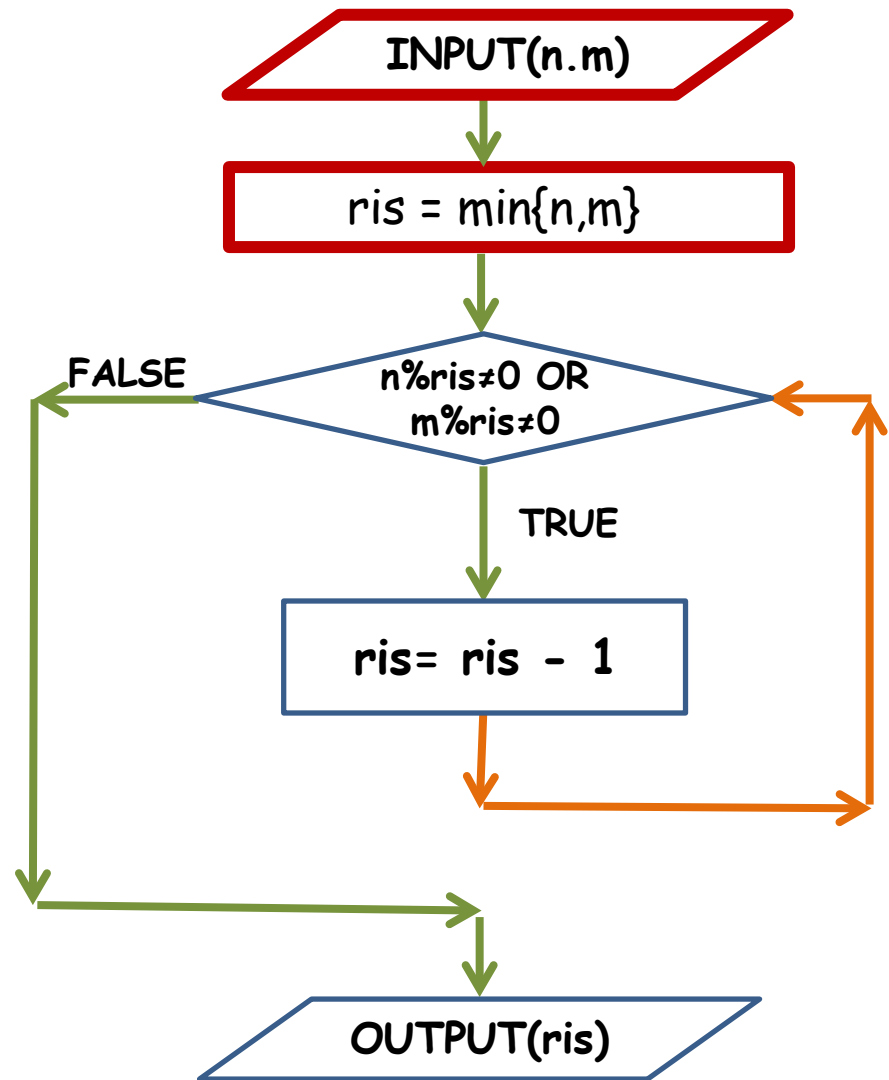 INPUT(n.m)
ris = min{n,m}
FALSE
n%ris≠0 OR
m%ris≠0
TRUE
ris= ris - 1
OUTPUT(ris)